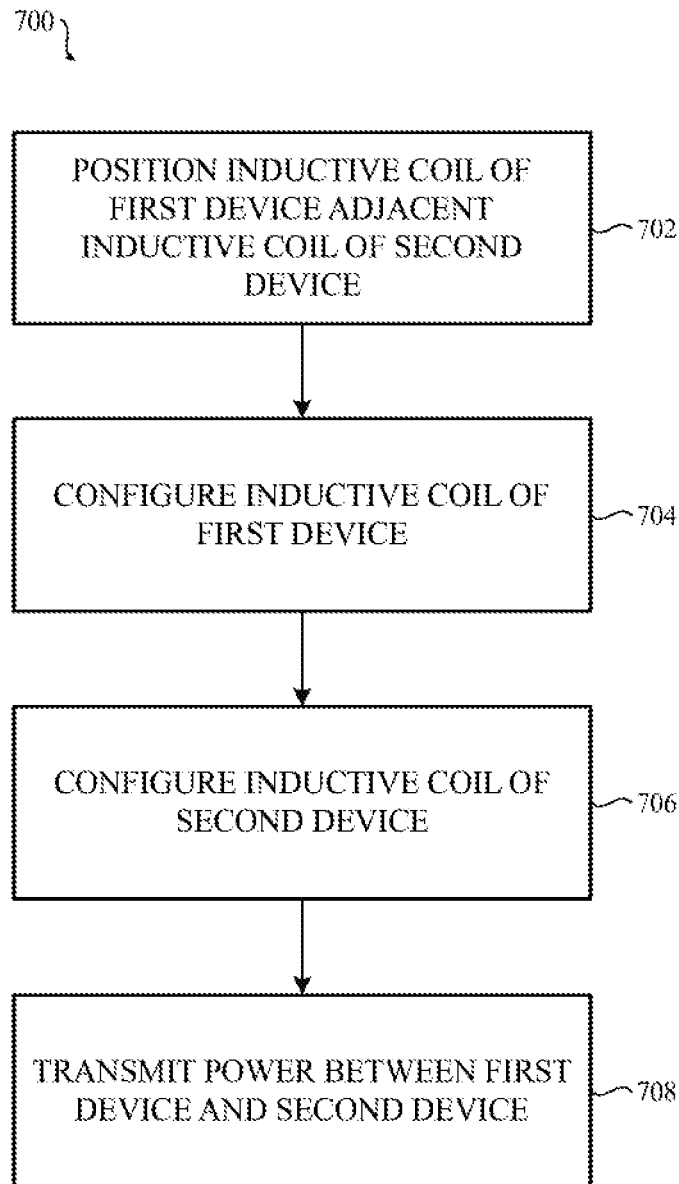 700
POSITION INDUCTIVE COIL OF
FIRST DEVICE ADJACENT
INDUCTIVE COIL OF SECOND
DEVICE
702
CONFIGURE INDUCTIVE COIL OF
FIRST DEVICE
704
CONFIGURE INDUCTIVE COIL OF
SECOND DEVICE
706
TRANSMIT POWER BETWEEN FIRST
DEVICE AND SECOND DEVICE
708